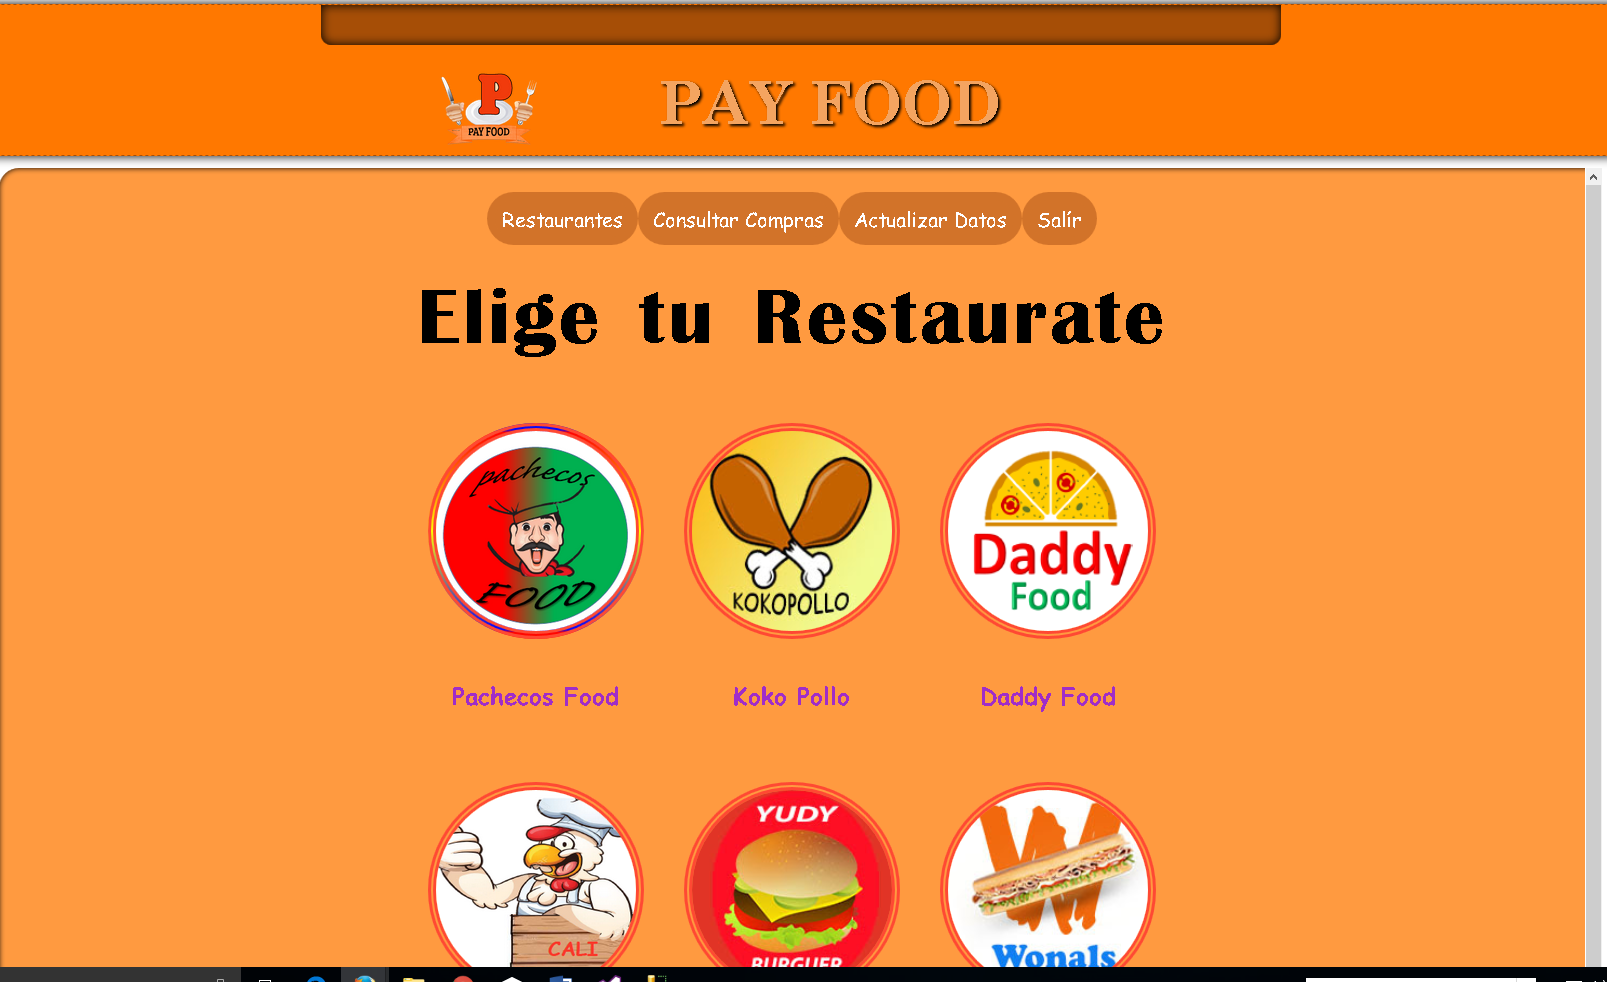 P
PAY FOOD
PAY FOOD
Restaurantes Consultar Compras Actualizar Datos Salír
Elige tu Restaurate
pachecos
FOOD
KOKOPOLLO
Daddy
Food
Pachecos Food Koko Pollo Daddy Food
CALI
YUDY
BURGUER
W
Wonals